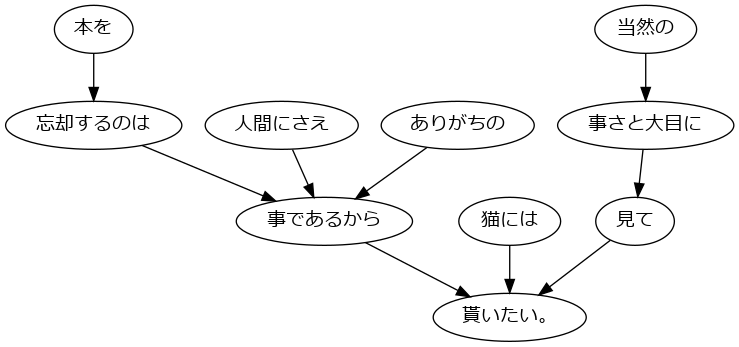 本を
当然の
忘却するのは
人間にさえ
ありがちの
事さと大目に
事であるから
猫には
見て
貰いたい。